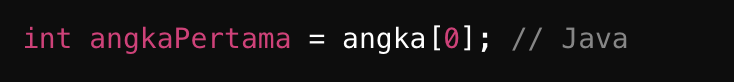 int angkaPertama = angka[0]; // Java